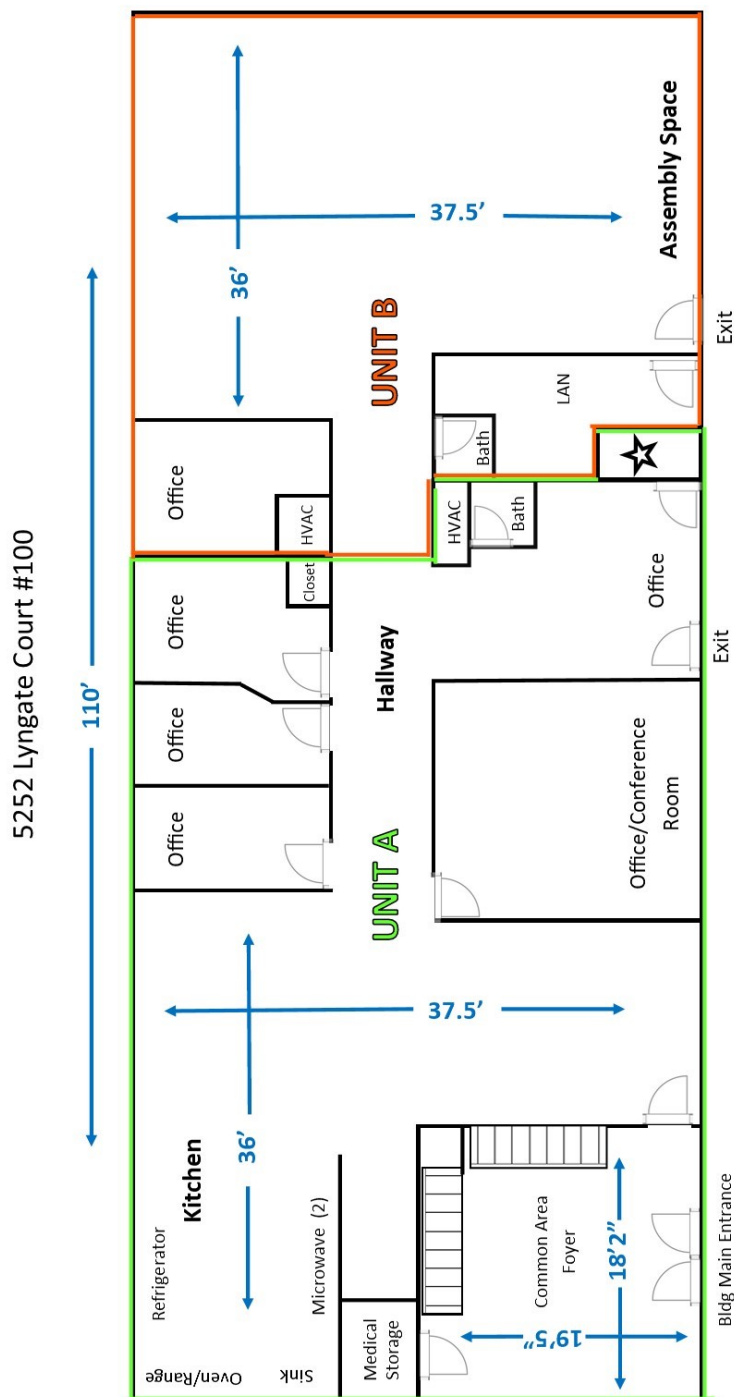 5252 Lyngate Court #100
110'
Office
Office
Office
Office
Closet
HVAC
36'
37.5'
Assembly Space
UNIT B
Exit
LAN
Bath
HVAC
Bath
Office
Exit
Hallway
UNIT A
Office/Conference
Room
37.5'
36'
Kitchen
Refrigerator
Oven/Range
Sink
Microwave (2)
Medical
Storage
Common Area
Foyer
18'2"
19'5"
Bldg Main Entrance